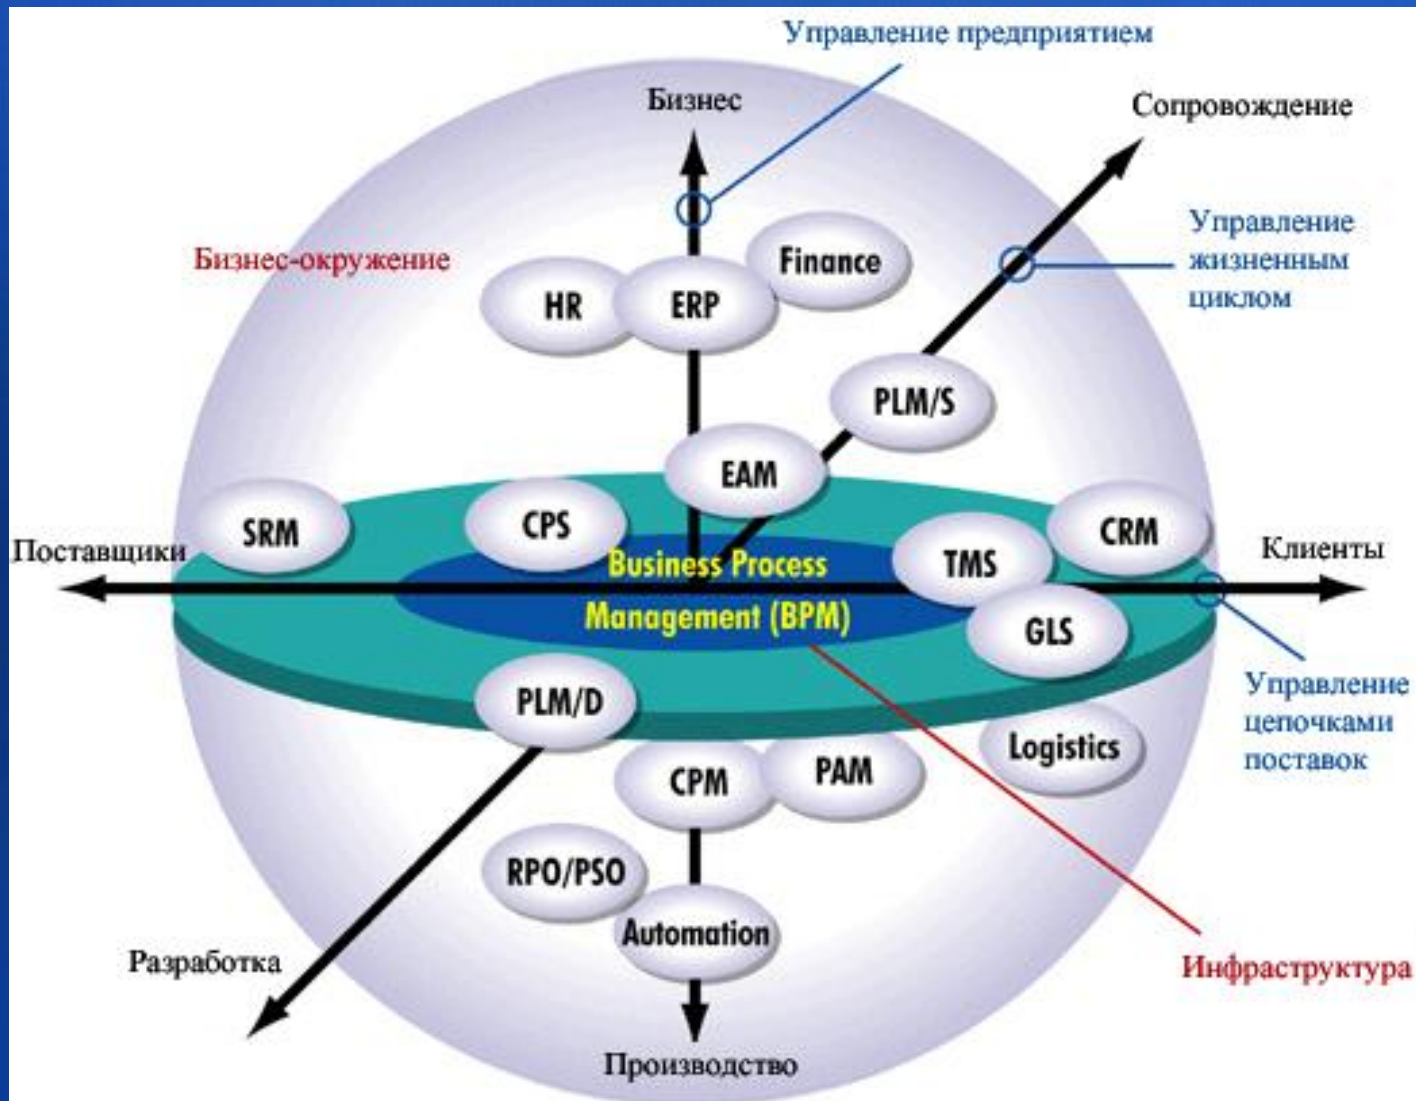 Управление предприятием
Бизнес
Сопровождение
Управление
жизненным
циклом
Бизнес-окружение
Finance
HR
ERP
PLM/S
EAM
SRM
CPS
CRM
TMS
Поставщики
Клиенты
Business Process
Management (BPM)
GLS
Управление
цепочками
поставок
PLM/D
Logistics
CPM
PAM
RPO/PSO
Automation
Разработка
Инфраструктура
Производство